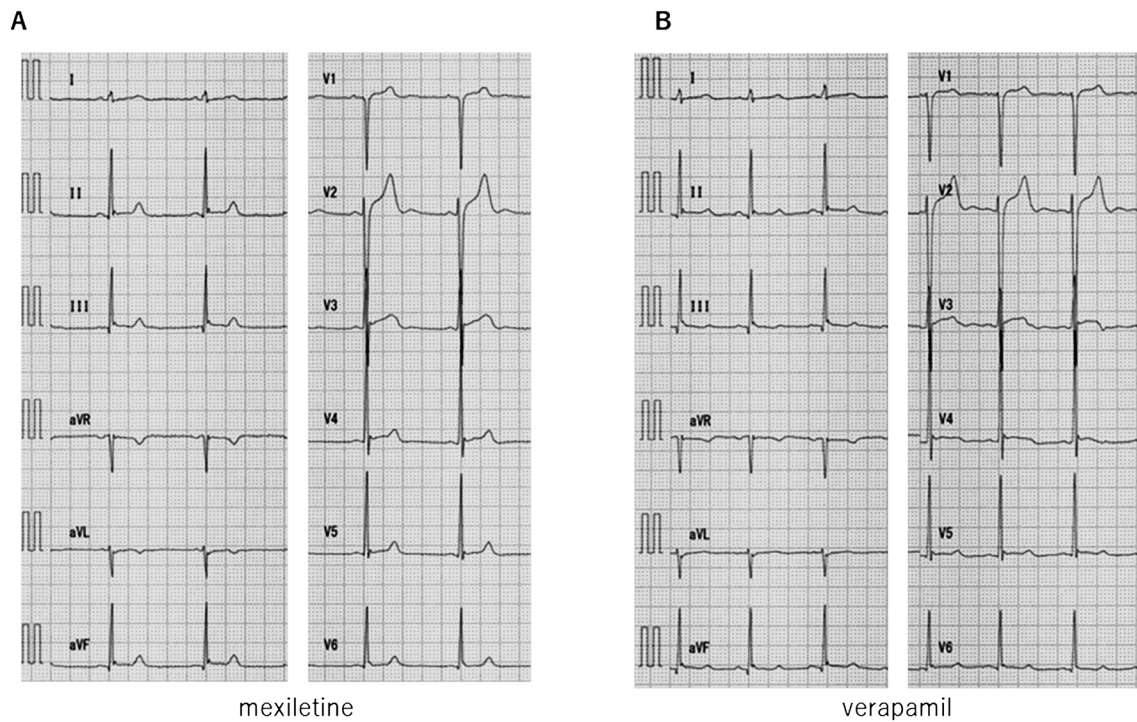 A
B
I
II
III
aVR
aVL
aVF
V1
V2
V3
V4
V5
V6
I
II
III
aVR
aVL
aVF
V1
V2
V3
V4
V5
V6
mexiletine
verapamil